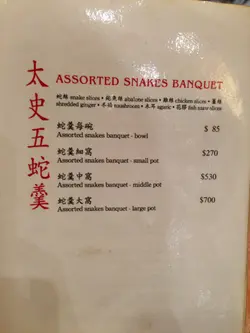 太史五蛇羹
ASSORTED SNAKES BANQUET
蛇絲 snake slices • 鮑魚絲 abalone slices • 雞絲 chicken slices • 薑絲
shredded ginger • 冬菇 mushroom • 木耳 agaric • 花膠 fish maw slices
蛇羹每碗 $ 85
Assorted snakes banquet - bowl
蛇羹細窩 $270
Assorted snakes banquet - small pot
蛇羹中窩 $530
Assorted snakes banquet - middle pot
蛇羹大窩 $700
Assorted snakes banquet - large pot